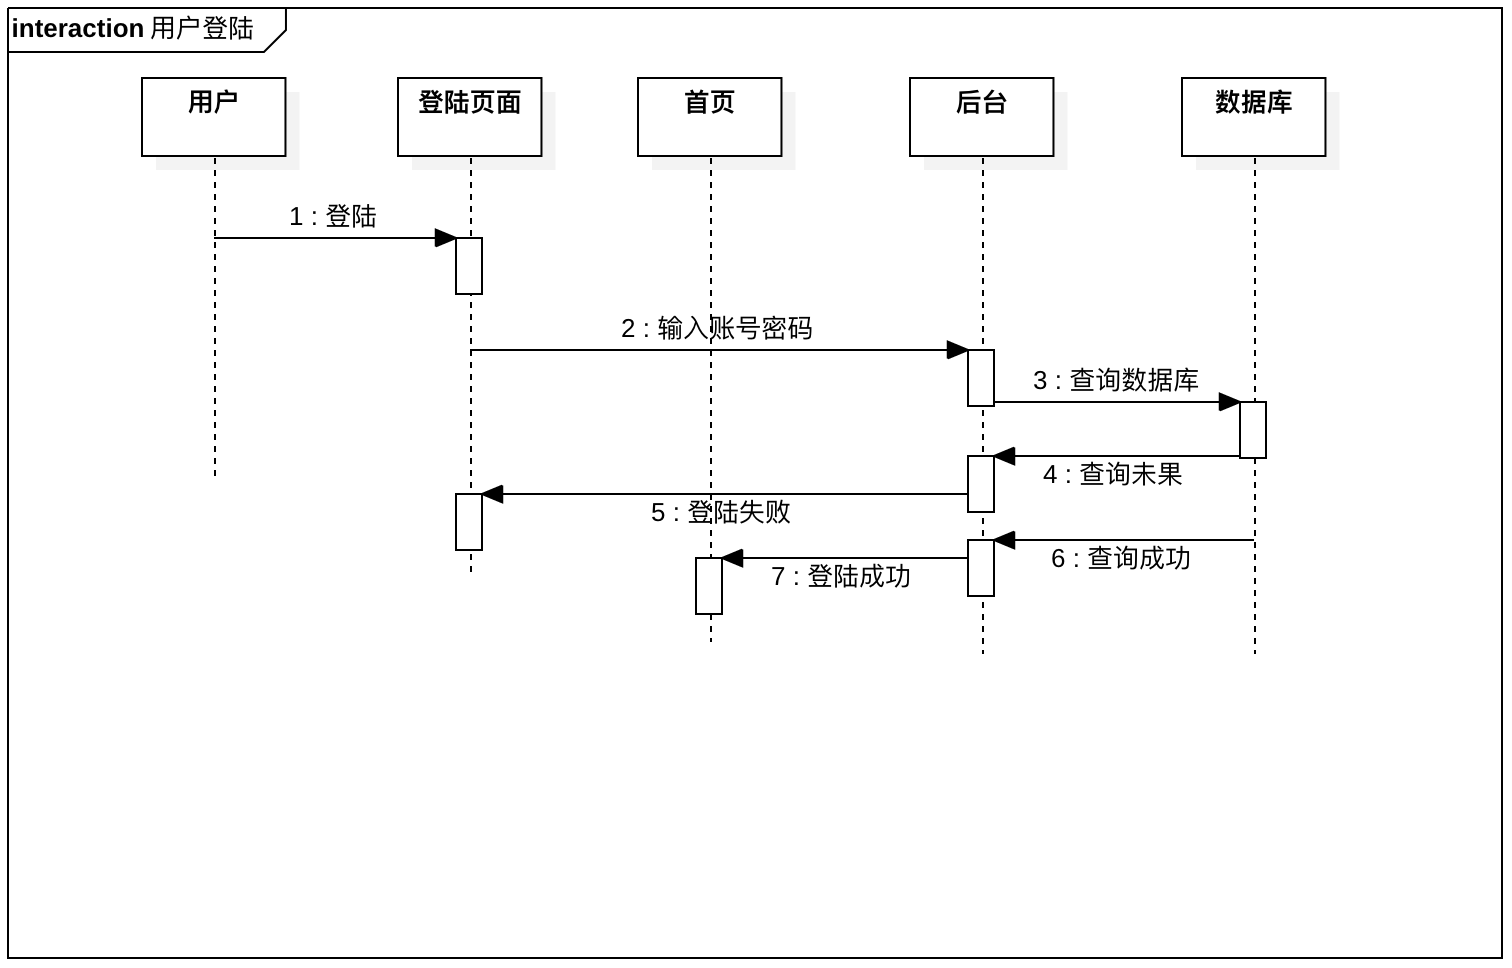 interaction 用户登陆
用户
登陆页面
首页
后台
数据库
1 : 登陆
2 : 输入账号密码
3 : 查询数据库
4 : 查询未果
5 : 登陆失败
6 : 查询成功
7 : 登陆成功